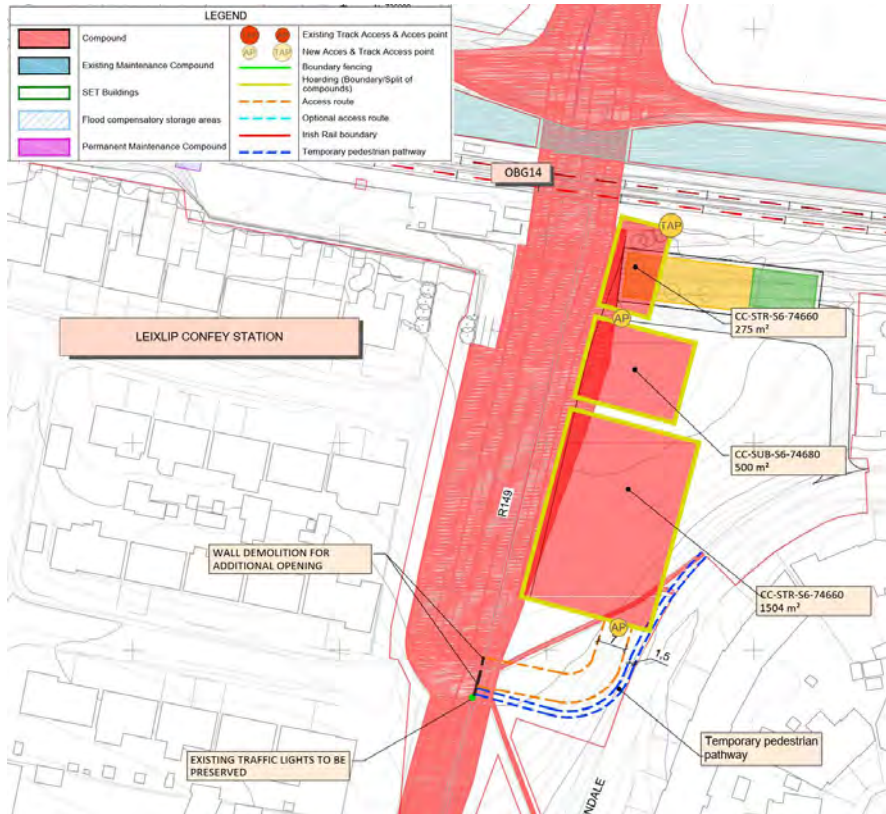 LEGEND
Compound
Existing Maintenance Compound
SET Buildings
Flood compensatory storage areas
Permanent Maintenance Compound
Existing Track Access & Acces point
AP
TAP
New Acces & Track Access point
Boundary fencing
Hoarding (Boundary/Split of
compounds)
Access route
Optional access route
Irish Rail boundary
Temporary pedestrian pathway
OBG14
TAP
CC-STR-S6-74660
275 m²
LEIXLIP CONFEY STATION
AP
CC-SUB-S6-74680
500 m²
R149
WALL DEMOLITION FOR
ADDITIONAL OPENING
CC-STR-S6-74660
1504 m²
AP
7
1,5
Temporary pedestrian
pathway
EXISTING TRAFFIC LIGHTS TO BE
PRESERVED
NDALE